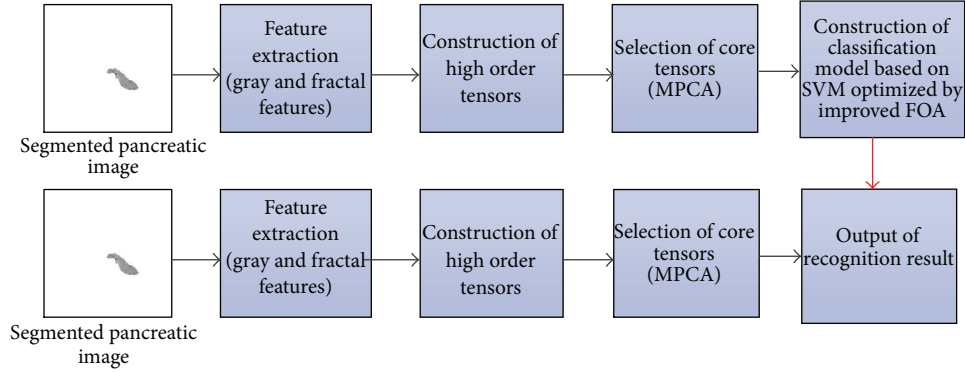 Segmented pancreatic
image
Feature
extraction
(gray and fractal
features)
Construction of
high order
tensors
Selection of core
tensors
(MPCA)
Construction of
classification
model based on
SVM optimized by
improved FOA
Segmented pancreatic
image
Feature
extraction
(gray and fractal
features)
Construction of
high order
tensors
Selection of core
tensors
(MPCA)
Output of
recognition result